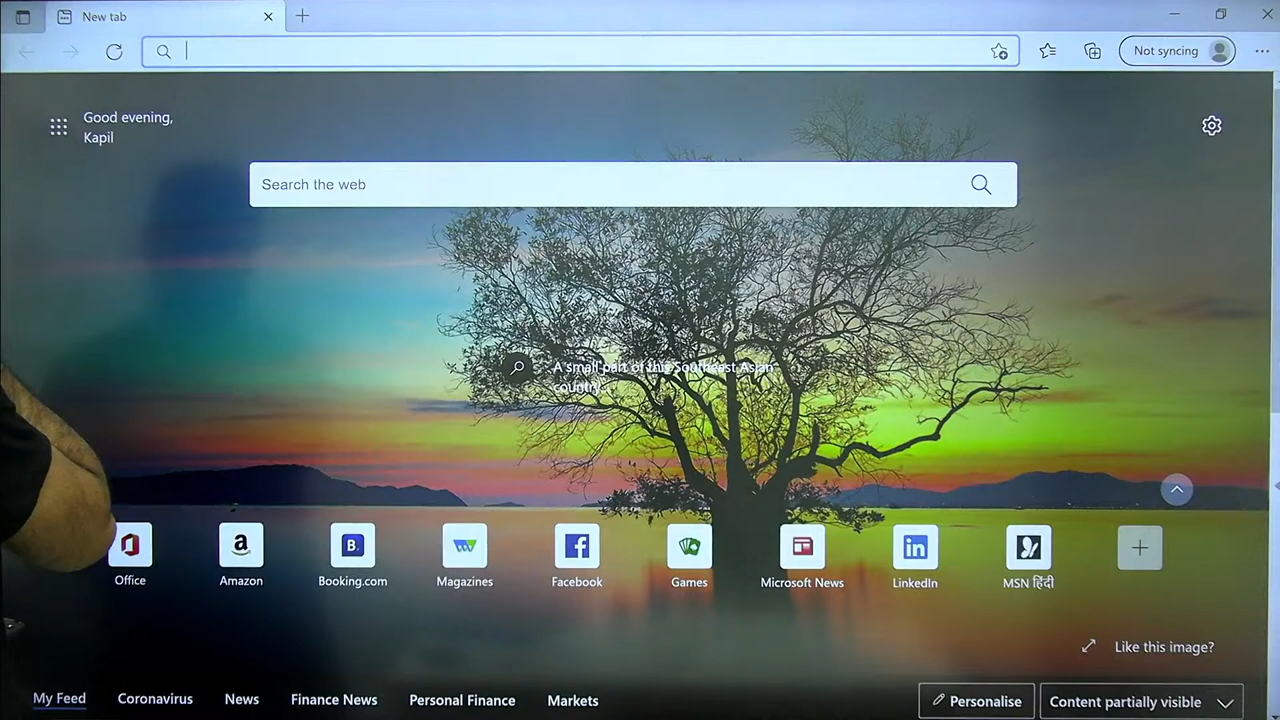 New tab
Not syncing
Good evening,
Kapil
Search the web
A small part of this Southeast Asian
country
a
B.
f
in
Office
Amazon
Booking.com
Magazines
Facebook
Games
Microsoft News
LinkedIn
MSN हिंदी
Like this image?
My Feed
Coronavirus
News
Finance News
Personal Finance
Markets
Personalise
Content partially visible